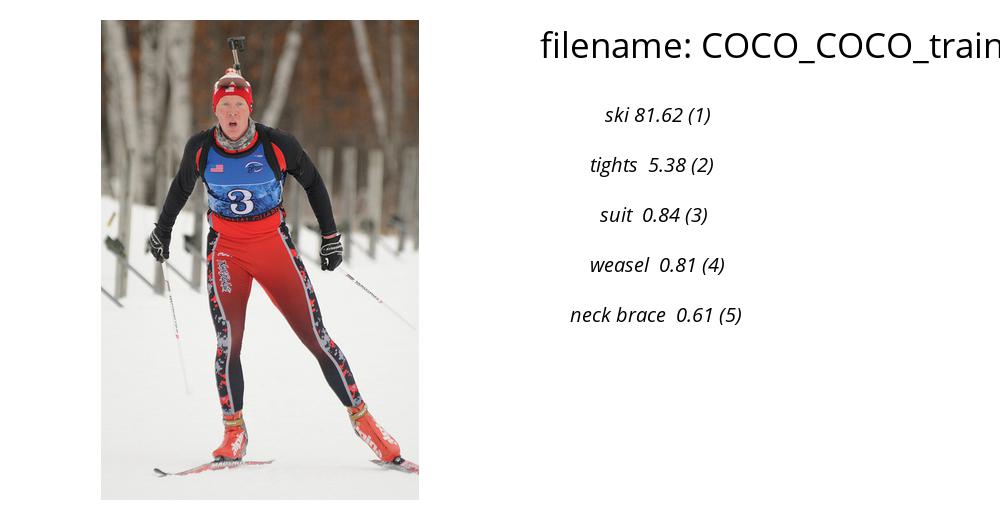 filename: COCO_COCO_train
ski 81.62 (1)
tights 5.38 (2)
suit 0.84 (3)
weasel 0.81 (4)
neck brace 0.61 (5)
3